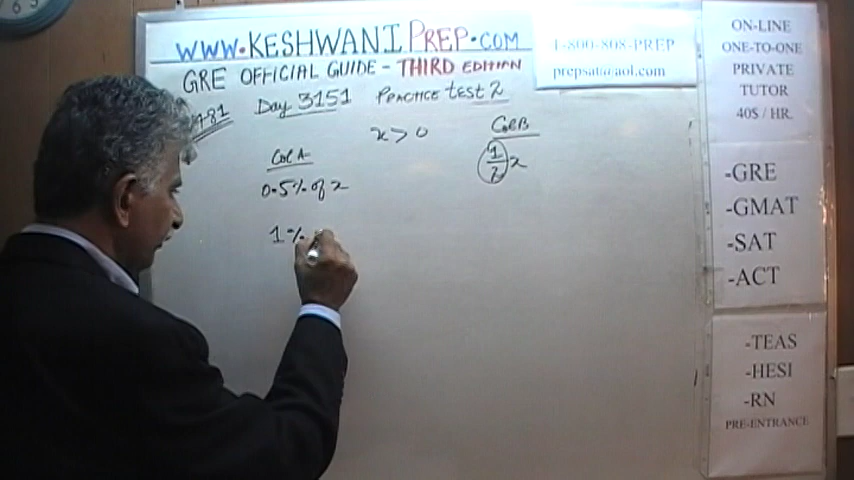 WWW.KESHWANIPREP.COM
GRE OFFICIAL GUIDE - THIRD EDITION
Day 3151 PRACTICE test 2
x > 0
Col A
0.5% of x
1%
Col B
1/2 x
1-800-808-PREP
prepsat@aol.com
ON-LINE
ONE-TO-ONE
PRIVATE
TUTOR
40$ / HR.
-GRE
-GMAT
-SAT
-ACT
-TEAS
-HESI
-RN
PRE-ENTRANCE